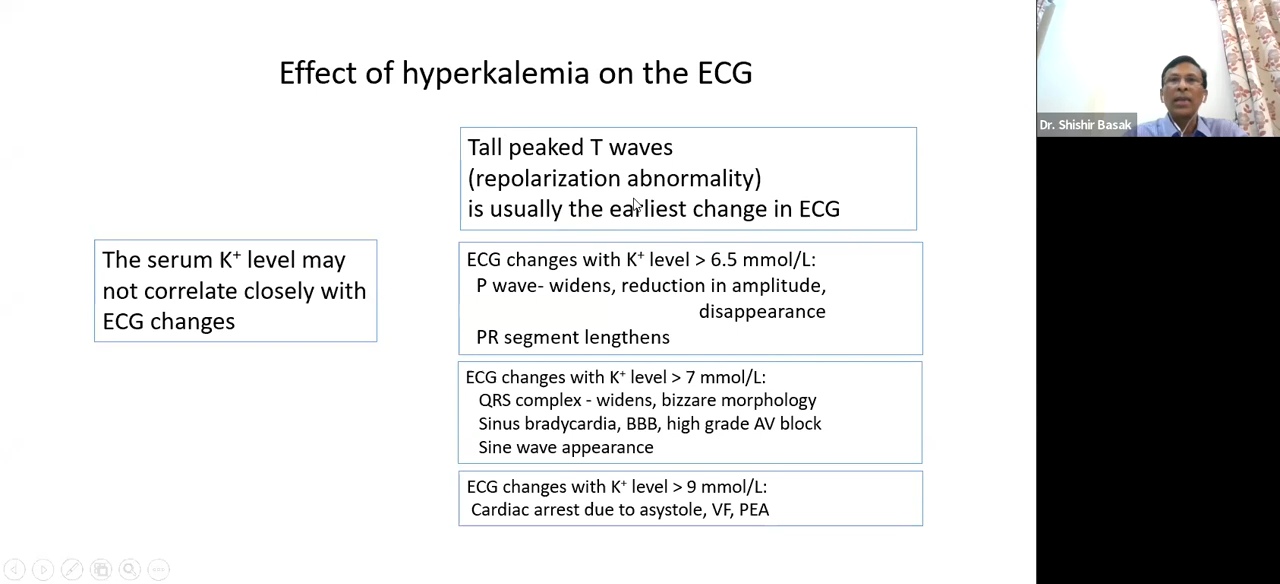 Effect of hyperkalemia on the ECG
Dr. Shishir Basak
Tall peaked T waves
(repolarization abnormality)
is usually the earliest change in ECG
The serum K⁺ level may
not correlate closely with
ECG changes
ECG changes with K⁺ level > 6.5 mmol/L:
P wave- widens, reduction in amplitude,
disappearance
PR segment lengthens
ECG changes with K⁺ level > 7 mmol/L:
QRS complex - widens, bizzare morphology
Sinus bradycardia, BBB, high grade AV block
Sine wave appearance
ECG changes with K⁺ level > 9 mmol/L:
Cardiac arrest due to asystole, VF, PEA